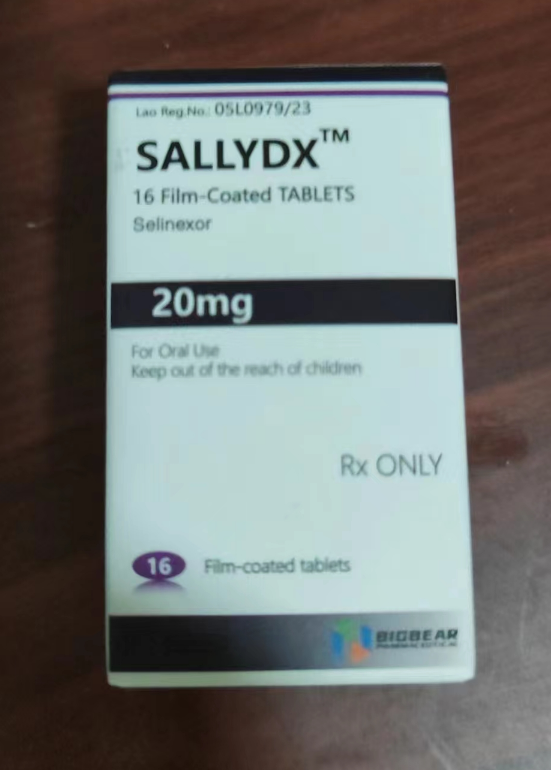 Lao Reg.No.: 05L0979/23
SALLYDX™
16 Film-Coated TABLETS
Selinexor
20mg
For Oral Use
Keep out of the reach of children
Rx ONLY
16 Film-coated tablets
BIGBEAR
PHARMACEUTICAL